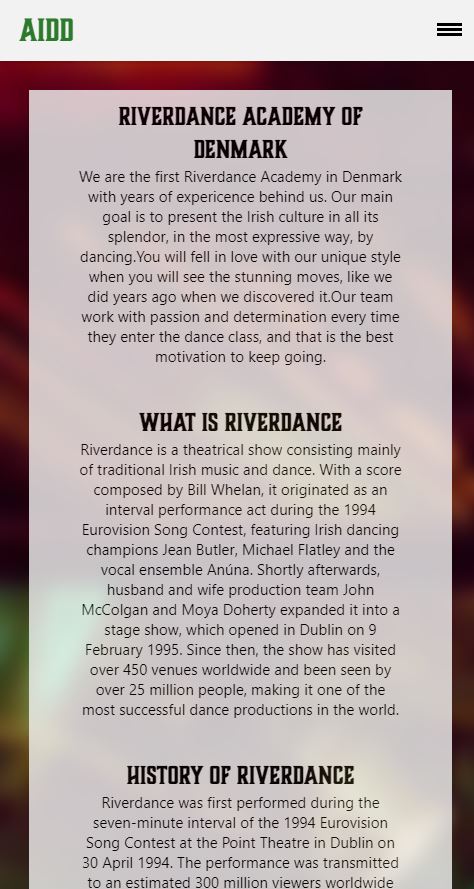 AIDD
RIVERDANCE ACADEMY OF
DENMARK
We are the first Riverdance Academy in Denmark
with years of expericence behind us. Our main
goal is to present the Irish culture in all its
splendor, in the most expressive way, by
dancing.You will fell in love with our unique style
when you will see the stunning moves, like we
did years ago when we discovered it.Our team
work with passion and determination every time
they enter the dance class, and that is the best
motivation to keep going.
WHAT IS RIVERDANCE
Riverdance is a theatrical show consisting mainly
of traditional Irish music and dance. With a score
composed by Bill Whelan, it originated as an
interval performance act during the 1994
Eurovision Song Contest, featuring Irish dancing
champions Jean Butler, Michael Flatley and the
vocal ensemble Anúna. Shortly afterwards,
husband and wife production team John
McColgan and Moya Doherty expanded it into a
stage show, which opened in Dublin on 9
February 1995. Since then, the show has visited
over 450 venues worldwide and been seen by
over 25 million people, making it one of the
most successful dance productions in the world.
HISTORY OF RIVERDANCE
Riverdance was first performed during the
seven-minute interval of the 1994 Eurovision
Song Contest at the Point Theatre in Dublin on
30 April 1994. The performance was transmitted
to an estimated 300 million viewers worldwide